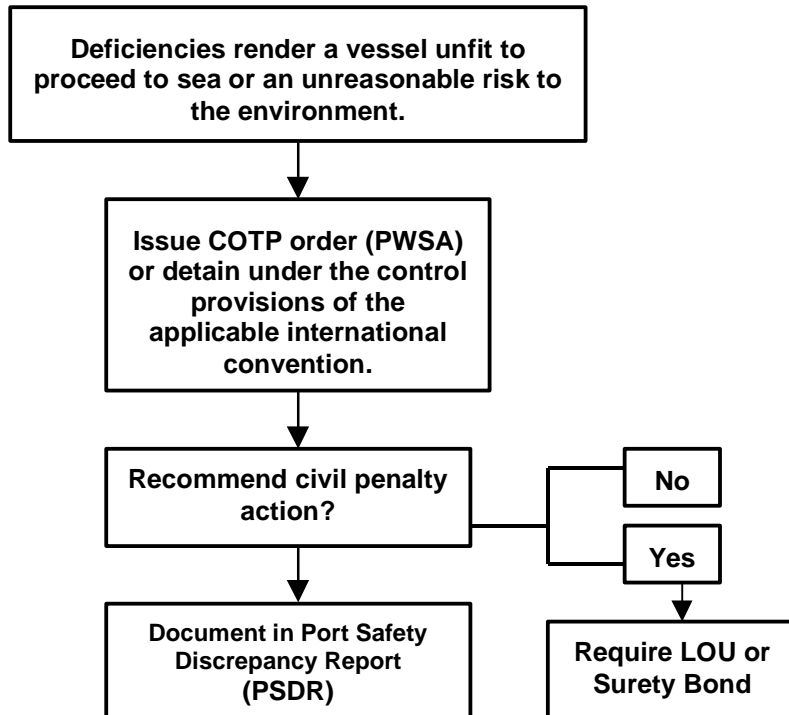 Deficiencies render a vessel unfit to
proceed to sea or an unreasonable risk to
the environment.
Issue COTP order (PWSA)
or detain under the control
provisions of the
applicable international
convention.
Recommend civil penalty
action?
No
Yes
Document in Port Safety
Discrepancy Report
(PSDR)
Require LOU or
Surety Bond